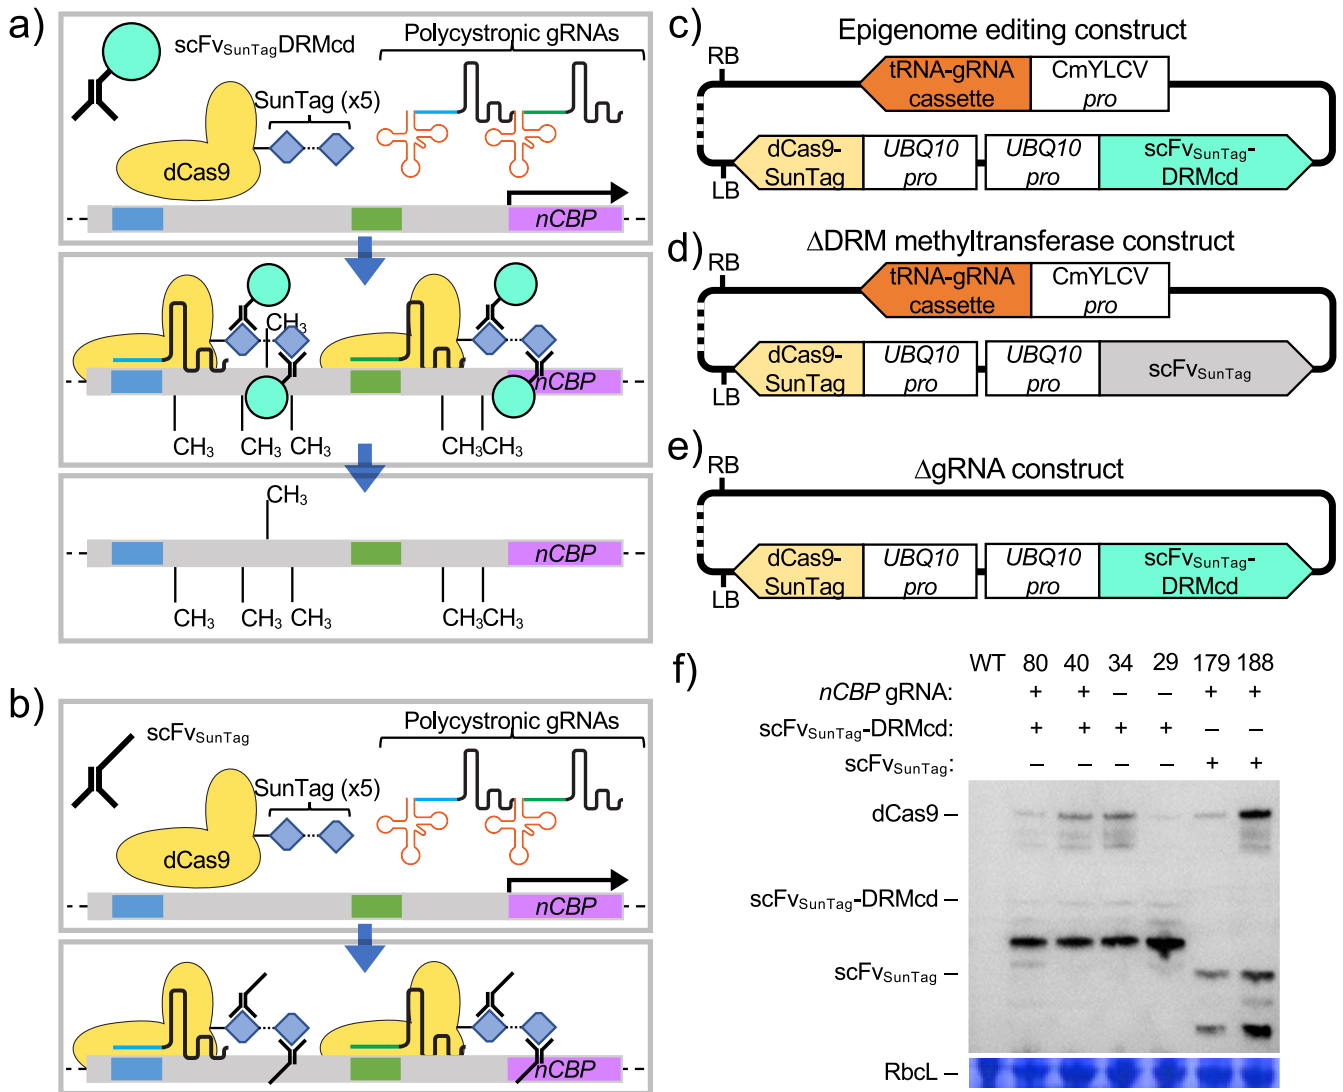 a)
scFvSunTagDRMcd
Polycystronic gRNAs
SunTag (x5)
dCas9
nCBP
CH3
nCBP
CH3
CH3
CH3
CH3CH3
CH3
nCBP
CH3
CH3
CH3
CH3CH3
b)
scFvSunTag
Polycystronic gRNAs
SunTag (x5)
dCas9
nCBP
nCBP
c)
Epigenome editing construct
RB
tRNA-gRNA
cassette
CmYLCV
pro
dCas9-
SunTag
UBQ10
pro
UBQ10
pro
scFvSunTag-
DRMcd
LB
d)
ΔDRM methyltransferase construct
RB
tRNA-gRNA
cassette
CmYLCV
pro
dCas9-
SunTag
UBQ10
pro
UBQ10
pro
scFvSunTag
LB
e)
ΔgRNA construct
RB
dCas9-
SunTag
UBQ10
pro
UBQ10
pro
scFvSunTag-
DRMcd
LB
f)
WT 80 40 34 29 179 188
nCBP gRNA: + + – – + +
scFvSunTag-DRMcd: + + + + – –
scFvSunTag: – – – – + +
dCas9 –
scFvSunTag-DRMcd –
scFvSunTag –
RbcL –